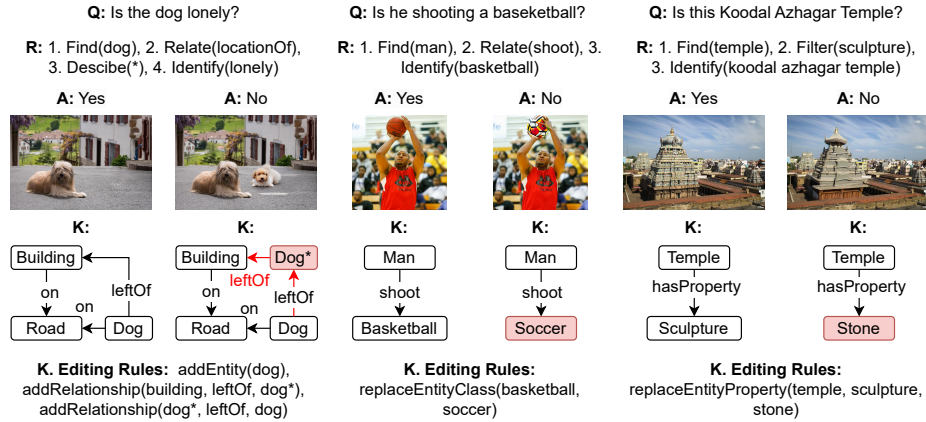 Q: Is the dog lonely?
R: 1. Find(dog), 2. Relate(locationOf),
3. Descibe(*), 4. Identify(lonely)
A: Yes
A: No
K:
K:
Building
on
leftOf
on
Road
Dog
Building
Dog*
leftOf
on
leftOf
on
Road
Dog
K. Editing Rules: addEntity(dog),
addRelationship(building, leftOf, dog*),
addRelationship(dog*, leftOf, dog)
Q: Is he shooting a baseketball?
R: 1. Find(man), 2. Relate(shoot), 3.
Identify(basketball)
A: Yes
A: No
K:
K:
Man
shoot
Basketball
Man
shoot
Soccer
K. Editing Rules:
replaceEntityClass(basketball,
soccer)
Q: Is this Koodal Azhagar Temple?
R: 1. Find(temple), 2. Filter(sculpture),
3. Identify(koodal azhagar temple)
A: Yes
A: No
K:
K:
Temple
hasProperty
Sculpture
Temple
hasProperty
Stone
K. Editing Rules:
replaceEntityProperty(temple, sculpture,
stone)